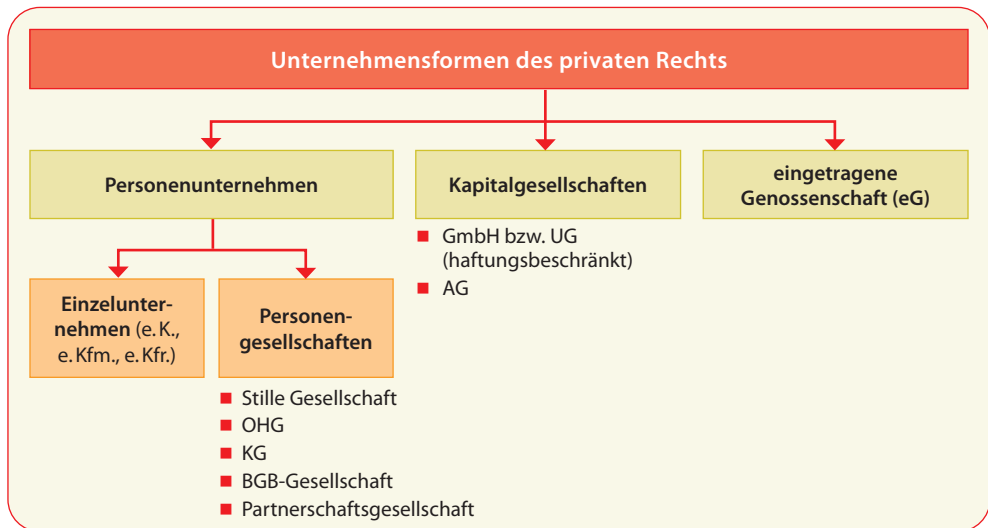 Unternehmensformen des privaten Rechts
Personenunternehmen
Kapitalgesellschaften
eingetragene
Genossenschaft (eG)
■ GmbH bzw. UG
(haftungsbeschränkt)
■ AG
Einzelunter-
nehmen (e. K.,
e. Kfm., e. Kfr.)
Personen-
gesellschaften
■ Stille Gesellschaft
■ OHG
■ KG
■ BGB-Gesellschaft
■ Partnerschaftsgesellschaft